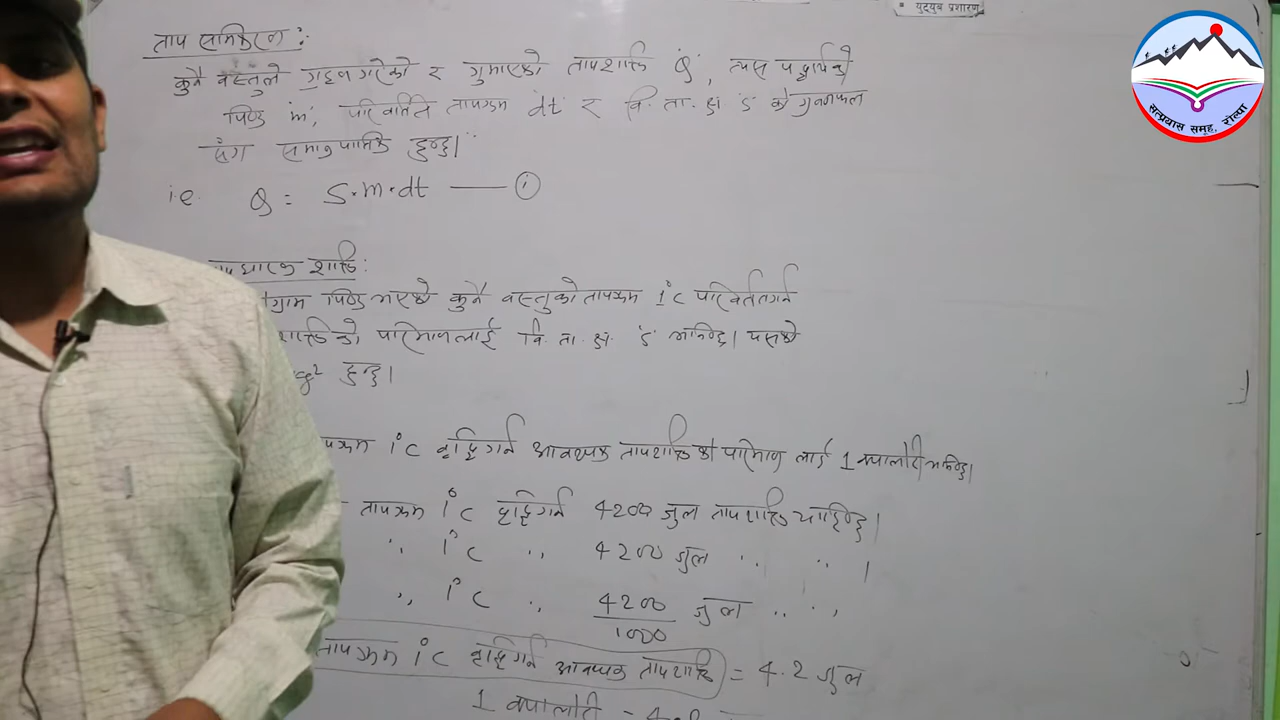 युट्युब प्रशारण
सत्प्रयास समूह, रोल्पा
ताप समिकरण :
कुनै वस्तुले ग्रहण गरेको र गुमाएको तापशक्ति Q, त्यस पदार्थको
पिण्ड 'm', परिवर्तित तापक्रम 'dt' र वि. ता. क्ष. 's' को गुणनफल
सँग समानुपातिक हुन्छ।
i.e. Q = s.m.dt —— ①
धारक शक्ति :
ग्राम पिण्ड भएको कुनै वस्तुको तापक्रम 1°C परिवर्तन गर्न
परिमाणलाई वि. ता. क्ष. 's' भनिन्छ। यसको
हुन्छ।
1°C वृद्धि गर्न आवश्यक तापशक्तिको परिमाण लाई 1 क्यालोरी भनिन्छ।
तापक्रम 1°C वृद्धि गर्न 4200 जुल तापशक्ति चाहिन्छ।
,, 1°C ,, 4200 जुल ,, ,, ।
,, 1°C ,, 4200/1000 जुल ,, ,,
तापक्रम 1°C वृद्धि गर्न आवश्यक तापशक्ति = 4.2 जुल
1 क्यालोरी =